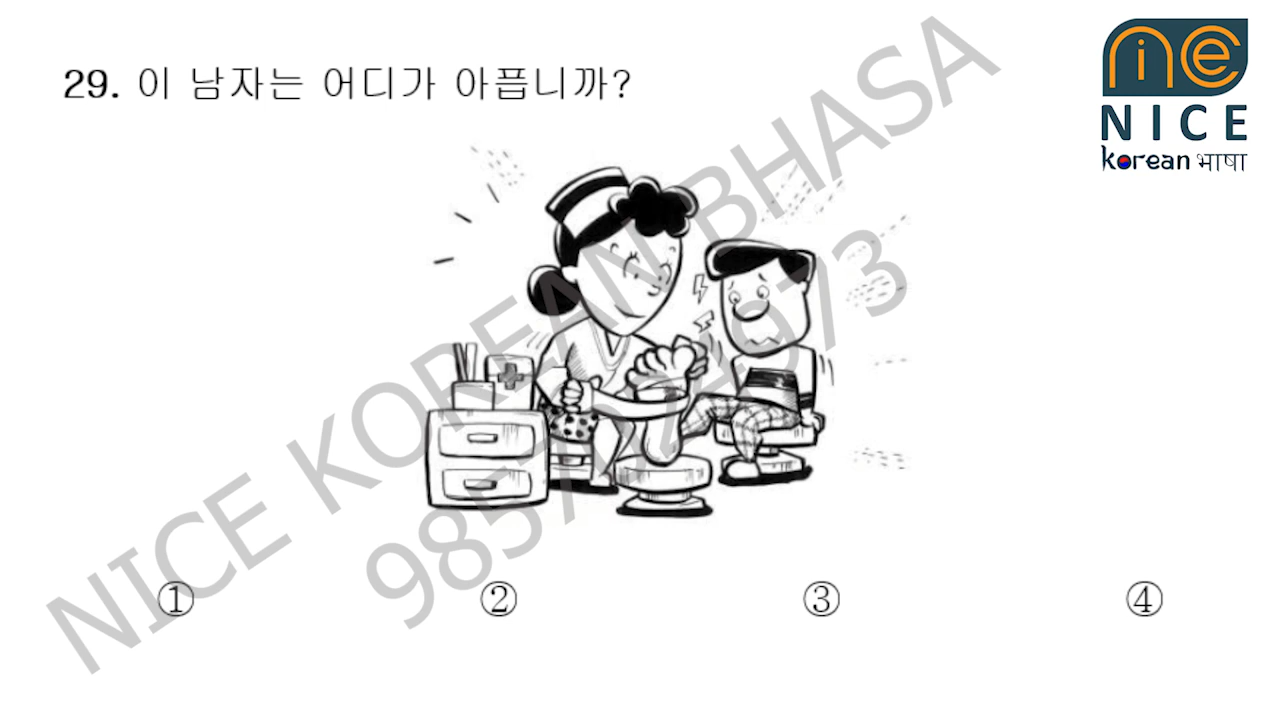 29. 이 남자는 어디가 아픕니까?
NICE
korean भाषा
NICE KOREAN BHASA
9857024973
① ② ③ ④